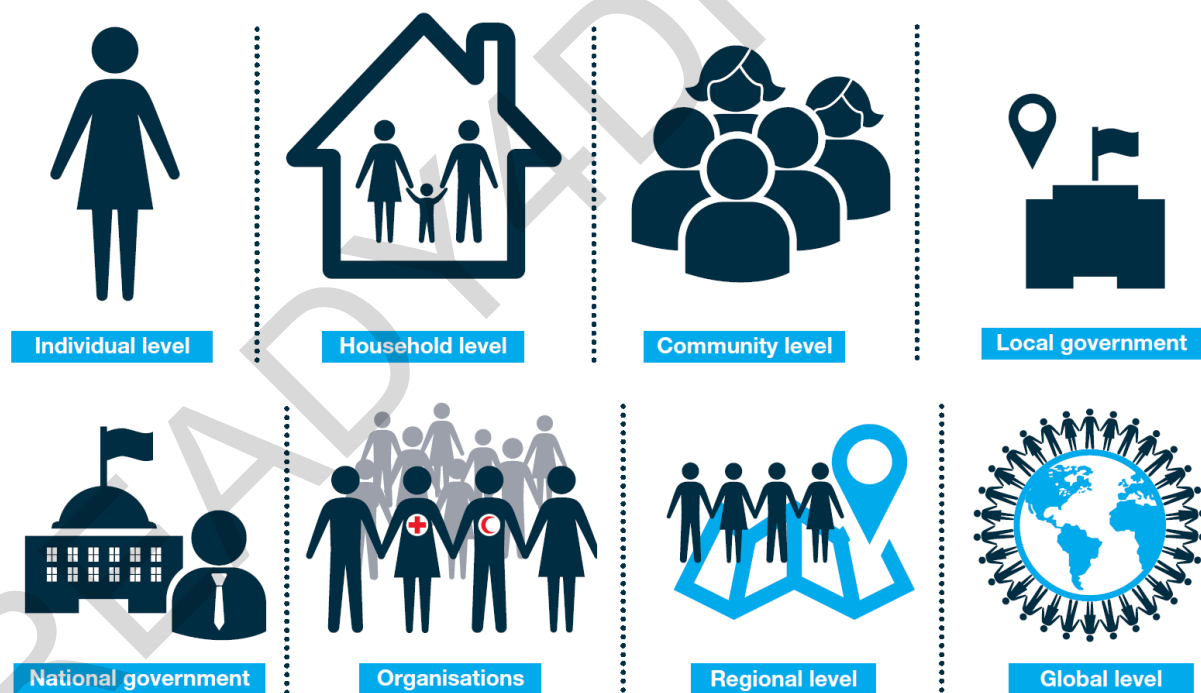 Individual level
Household level
Community level
Local government
National government
Organisations
Regional level
Global level